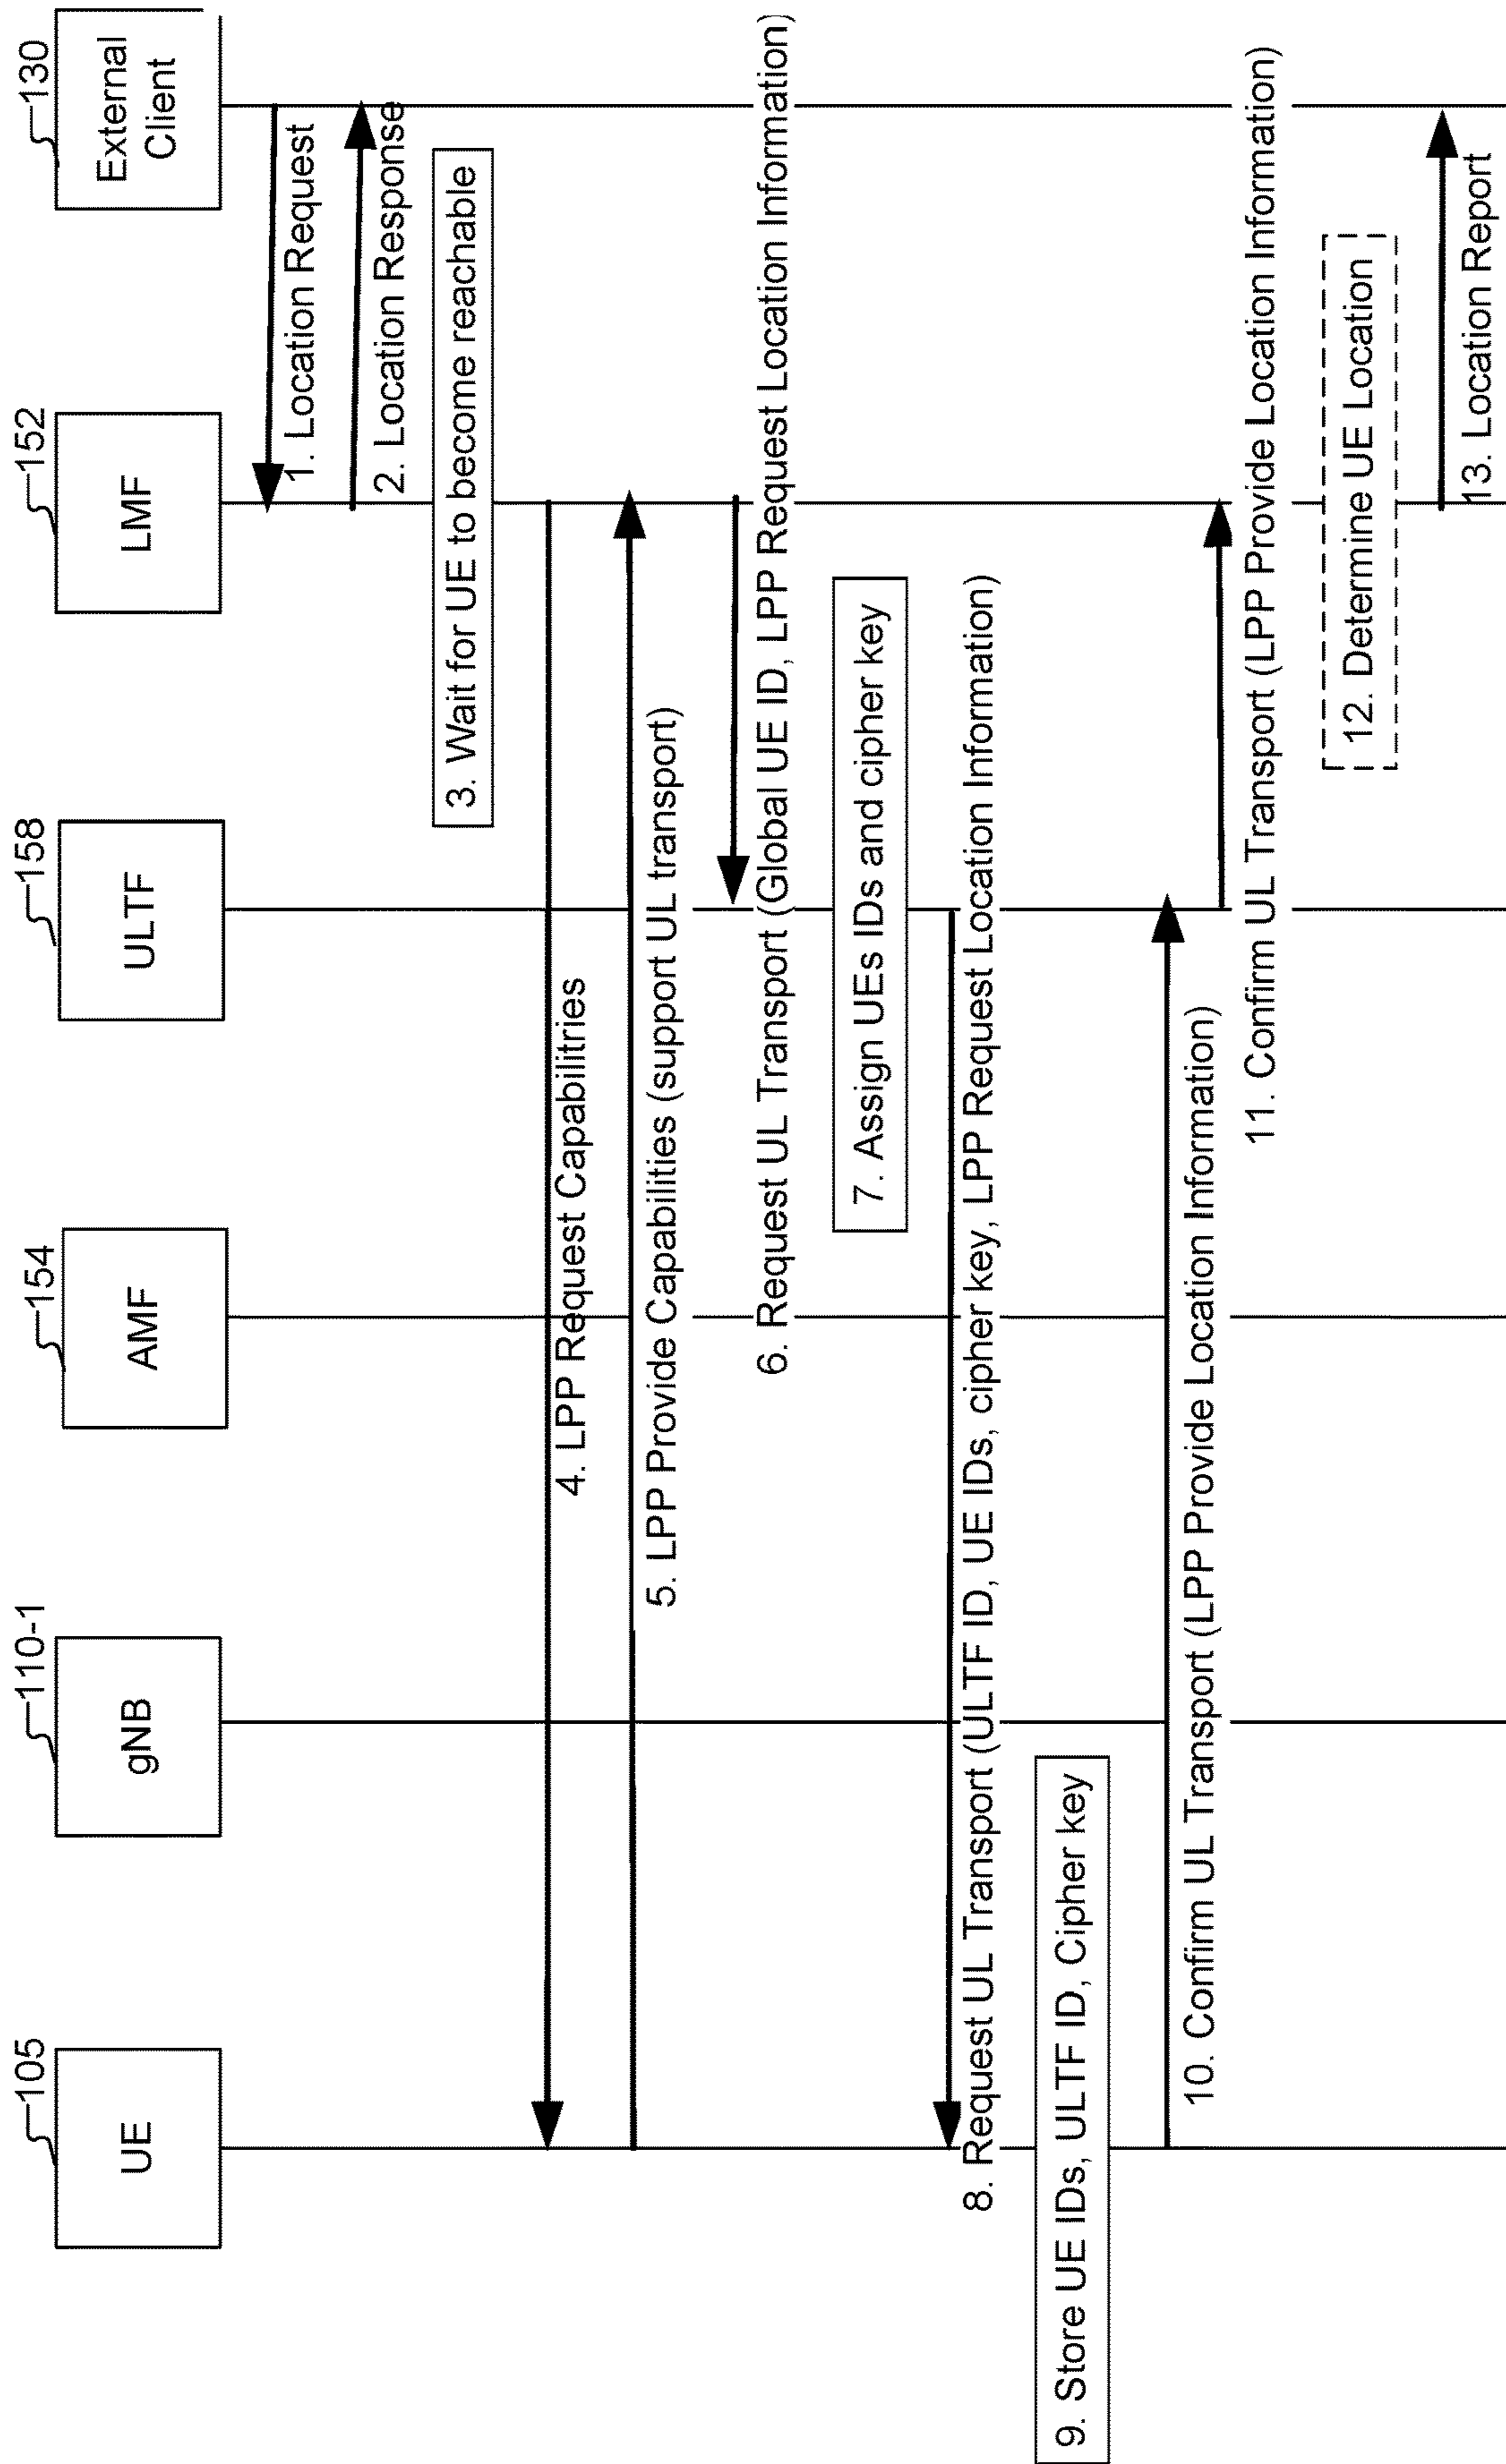 105
110-1
154
158
152
130
UE
gNB
AMF
ULTF
LMF
External
Client
1. Location Request
2. Location Response
3. Wait for UE to become reachable
4. LPP Request Capabilitries
5. LPP Provide Capabilities (support UL transport)
6. Request UL Transport (Global UE ID, LPP Request Location Information)
7. Assign UEs IDs and cipher key
8. Request UL Transport (ULTF ID, UE IDs, cipher key, LPP Request Location Information)
9. Store UE IDs, ULTF ID, Cipher key
10. Confirm UL Transport (LPP Provide Location Information)
11. Confirm UL Transport (LPP Provide Location Information)
12. Determine UE Location
13. Location Report